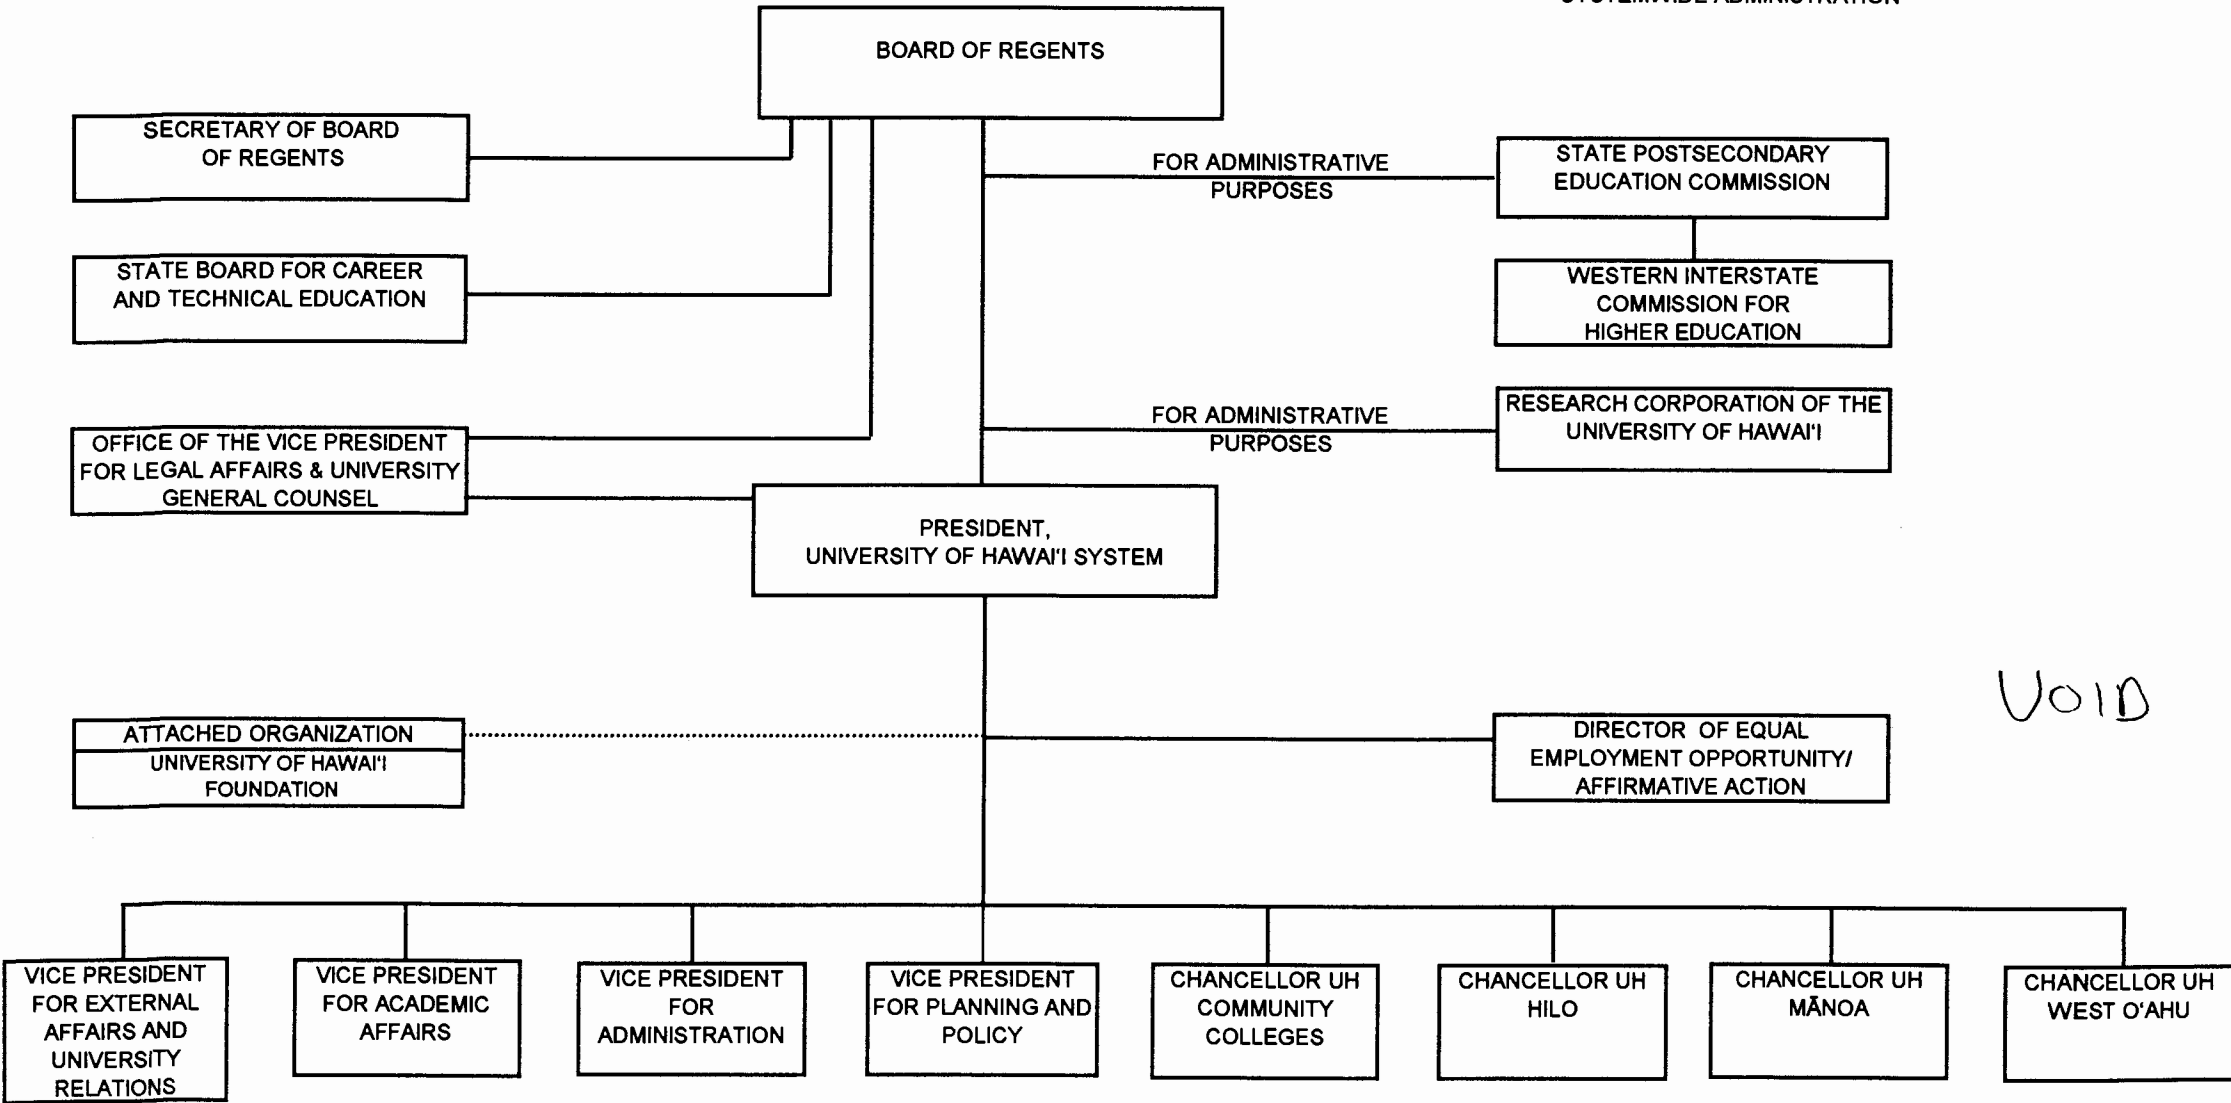 SYSTEMWIDE ADMINISTRATION
BOARD OF REGENTS
SECRETARY OF BOARD
OF REGENTS
FOR ADMINISTRATIVE
PURPOSES
STATE POSTSECONDARY
EDUCATION COMMISSION
STATE BOARD FOR CAREER
AND TECHNICAL EDUCATION
WESTERN INTERSTATE
COMMISSION FOR
HIGHER EDUCATION
FOR ADMINISTRATIVE
PURPOSES
RESEARCH CORPORATION OF THE
UNIVERSITY OF HAWAI'I
OFFICE OF THE VICE PRESIDENT
FOR LEGAL AFFAIRS & UNIVERSITY
GENERAL COUNSEL
PRESIDENT,
UNIVERSITY OF HAWAI'I SYSTEM
VOID
ATTACHED ORGANIZATION
UNIVERSITY OF HAWAI'I
FOUNDATION
DIRECTOR OF EQUAL
EMPLOYMENT OPPORTUNITY/
AFFIRMATIVE ACTION
VICE PRESIDENT
FOR EXTERNAL
AFFAIRS AND
UNIVERSITY
RELATIONS
VICE PRESIDENT
FOR ACADEMIC
AFFAIRS
VICE PRESIDENT
FOR
ADMINISTRATION
VICE PRESIDENT
FOR PLANNING AND
POLICY
CHANCELLOR UH
COMMUNITY
COLLEGES
CHANCELLOR UH
HILO
CHANCELLOR UH
MĀNOA
CHANCELLOR UH
WEST O'AHU